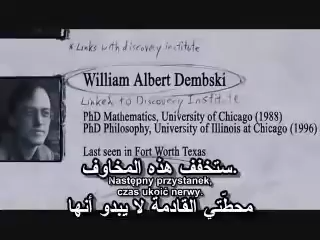 * Links with discovery institute
William Albert Dembski
Linked to Discovery Institute
PhD Mathematics, University of Chicago (1988)
PhD Philosophy, University of Illinois at Chicago (1996)
Last seen in Fort Worth Texas
ستخفف هذه المخاوف.
Następny przystanek,
czas ukoić nerwy.
محطّتي القادمة لا يبدو أنها